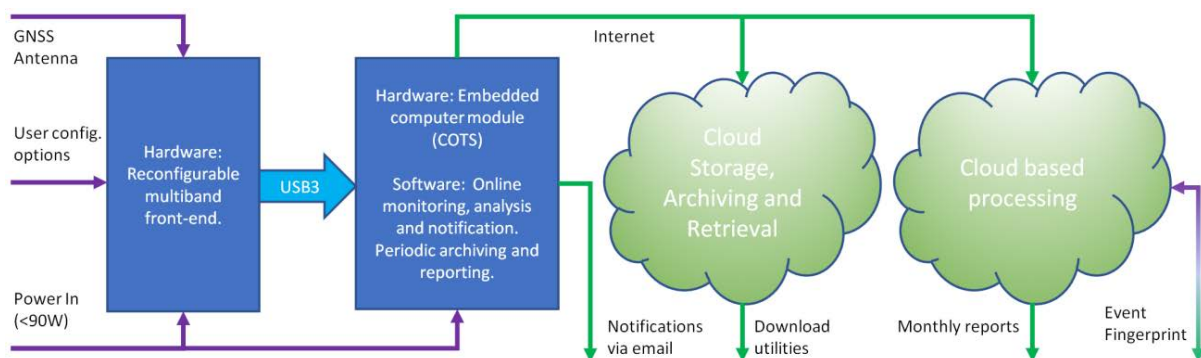 GNSS
Antenna
User config.
options
Power In
(<90W)
Hardware:
Reconfigurable
multiband
front-end.
USB3
Hardware: Embedded
computer module
(COTS)
Software: Online
monitoring, analysis
and notification.
Periodic archiving and
reporting.
Internet
Cloud
Storage,
Archiving and
Retrieval
Cloud based
processing
Notifications
via email
Download
utilities
Monthly reports
Event
Fingerprint